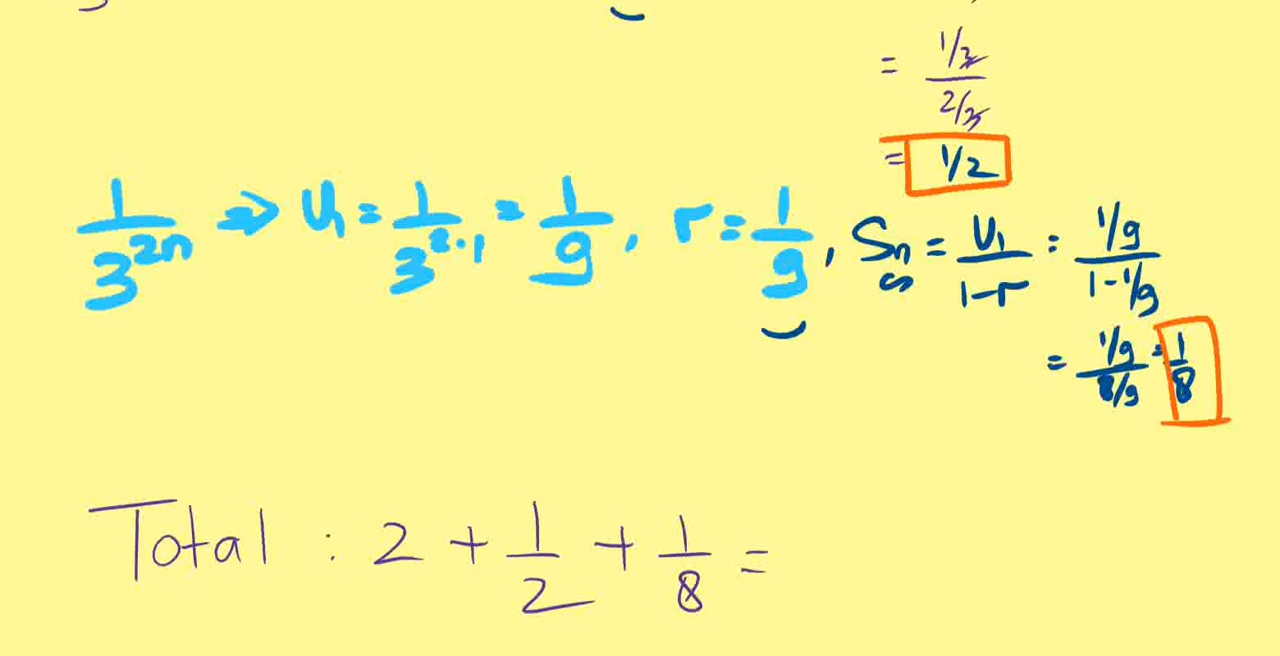 = 1/3 / 2/3
= 1/2
1/3^{2n} ⇒ U₁ = 1/3^{2·1} = 1/9, r = 1/9, Sn = U₁/1-r = 1/9 / 1-1/9
∞
= 1/9 / 8/9 = 1/8
Total : 2 + 1/2 + 1/8 =